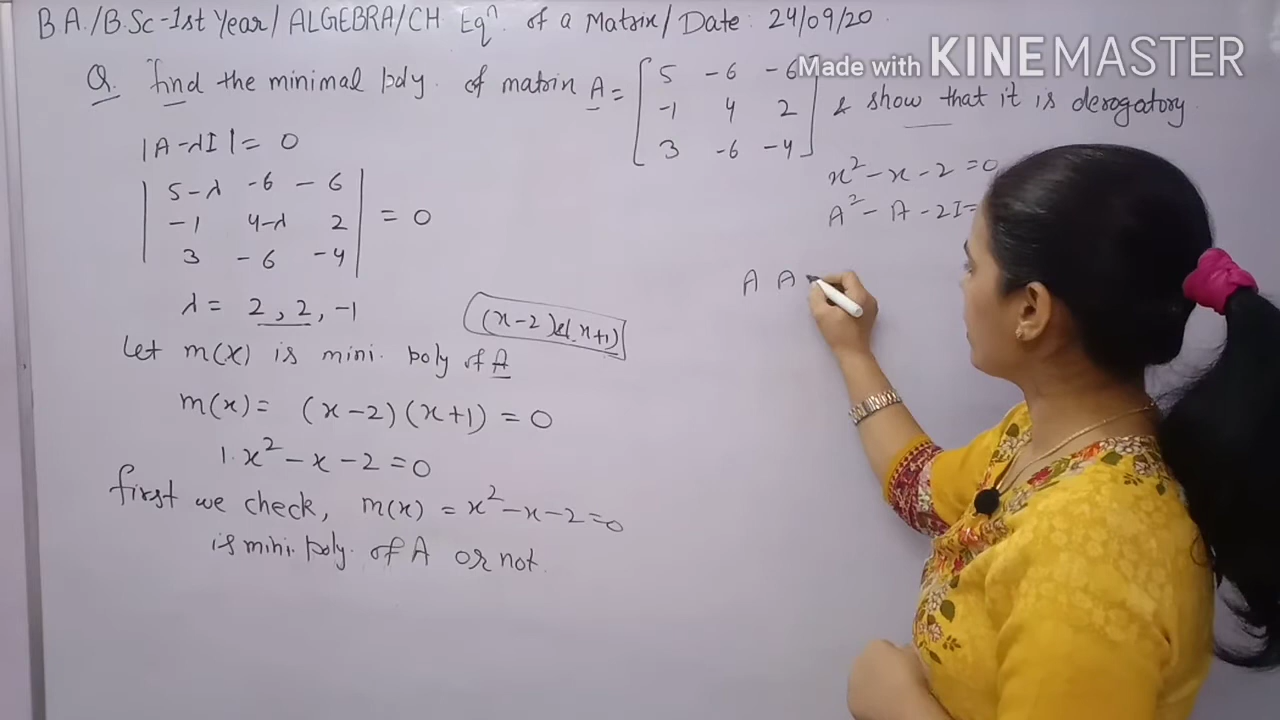 B.A./B.Sc-1st Year/ ALGEBRA/CH Eqⁿ. of a Matrix/ Date: 24/09/20.
Made with KINEMASTER
Q. find the minimal poly. of matrix A = [ 5 -6 -6
-1 4 2
3 -6 -4 ] & show that it is derogatory
|A-λI| = 0
| 5-λ -6 -6
-1 4-λ 2
3 -6 -4 | = 0
λ = 2, 2, -1
(x-2)&(x+1)
Let m(x) is mini. poly of A
m(x) = (x-2)(x+1) = 0
1.x²-x-2=0
first we check, m(x) = x²-x-2=0
is mini. poly. of A or not.
x²-x-2=0
A²-A-2I=
A A